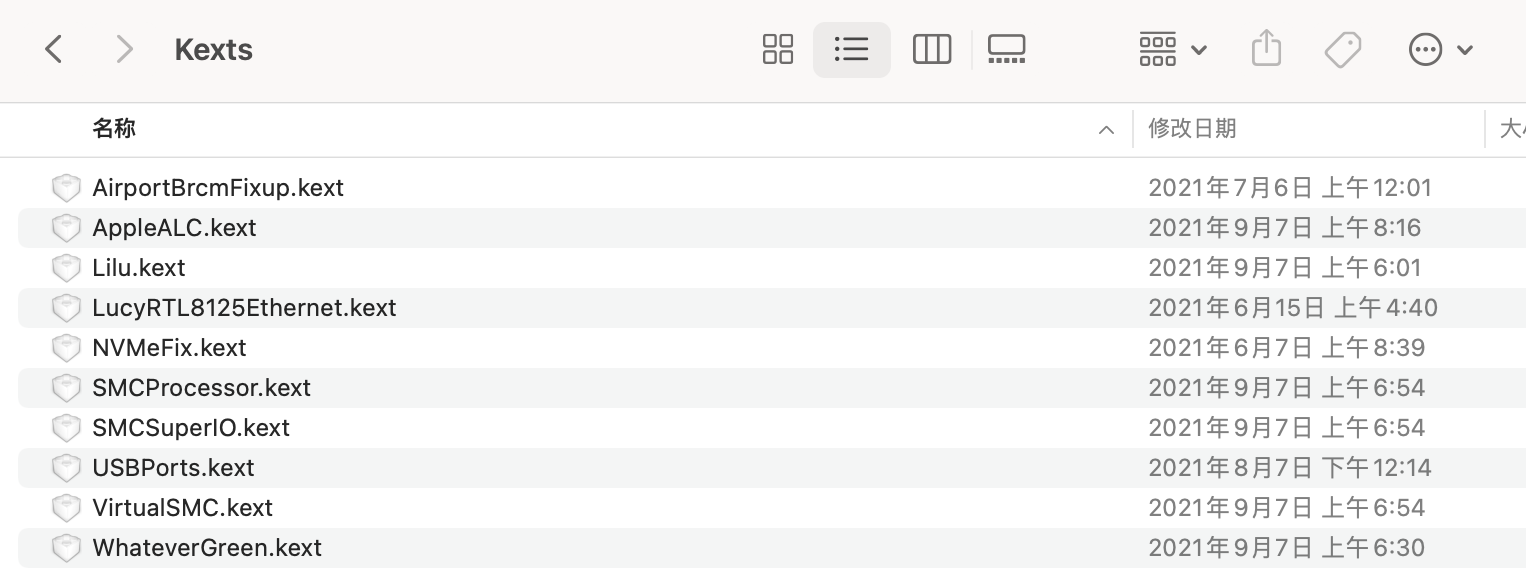 Kexts
名称 修改日期 大小
AirportBrcmFixup.kext 2021年7月6日 上午12:01
AppleALC.kext 2021年9月7日 上午8:16
Lilu.kext 2021年9月7日 上午6:01
LucyRTL8125Ethernet.kext 2021年6月15日 上午4:40
NVMeFix.kext 2021年6月7日 上午8:39
SMCProcessor.kext 2021年9月7日 上午6:54
SMCSuperIO.kext 2021年9月7日 上午6:54
USBPorts.kext 2021年8月7日 下午12:14
VirtualSMC.kext 2021年9月7日 上午6:54
WhateverGreen.kext 2021年9月7日 上午6:30